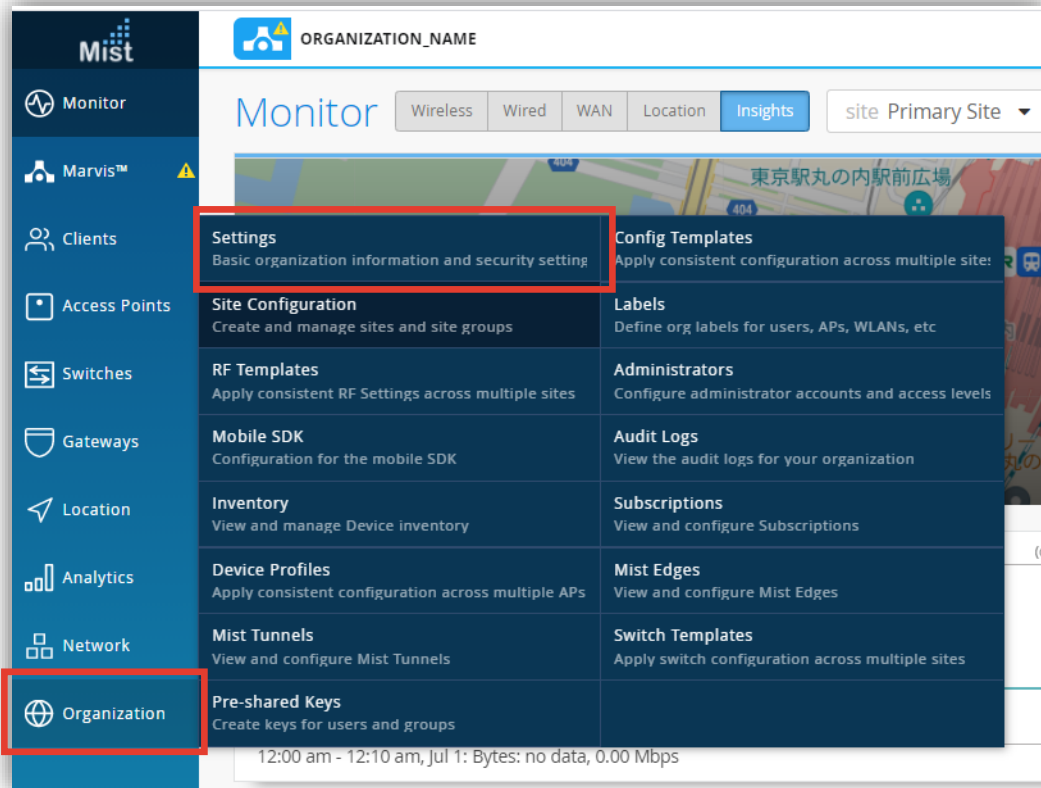 Mist
ORGANIZATION_NAME
Monitor
Marvis™
Clients
Access Points
Switches
Gateways
Location
Analytics
Network
Organization
Monitor
Wireless
Wired
WAN
Location
Insights
site Primary Site
404
東京駅丸の内駅前広場
404
Settings
Basic organization information and security setting
Config Templates
Apply consistent configuration across multiple sites
Site Configuration
Create and manage sites and site groups
Labels
Define org labels for users, APs, WLANs, etc
RF Templates
Apply consistent RF Settings across multiple sites
Administrators
Configure administrator accounts and access levels
Mobile SDK
Configuration for the mobile SDK
Audit Logs
View the audit logs for your organization
Inventory
View and manage Device inventory
Subscriptions
View and configure Subscriptions
Device Profiles
Apply consistent configuration across multiple APs
Mist Edges
View and configure Mist Edges
Mist Tunnels
View and configure Mist Tunnels
Switch Templates
Apply switch configuration across multiple sites
Pre-shared Keys
Create keys for users and groups
12:00 am - 12:10 am, Jul 1: Bytes: no data, 0.00 Mbps